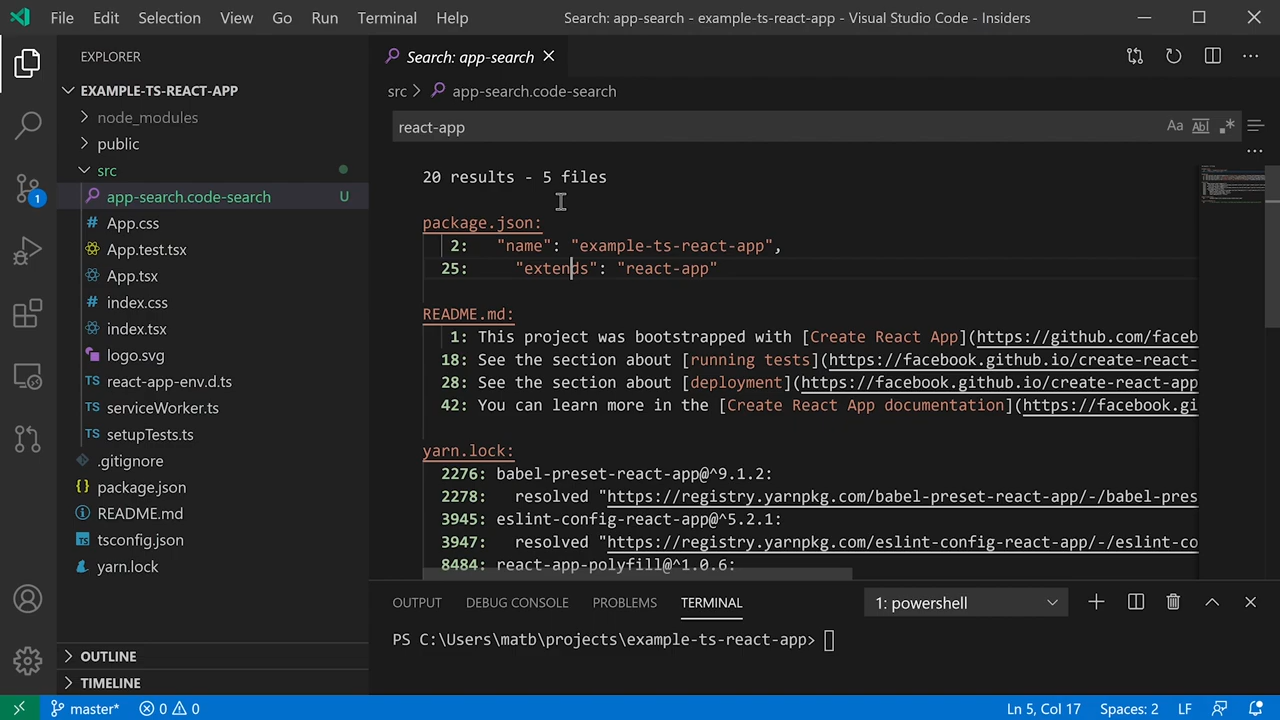 File Edit Selection View Go Run Terminal Help
Search: app-search - example-ts-react-app - Visual Studio Code - Insiders
EXPLORER
EXAMPLE-TS-REACT-APP
node_modules
public
src
app-search.code-search U
App.css
App.test.tsx
App.tsx
index.css
index.tsx
logo.svg
react-app-env.d.ts
TS serviceWorker.ts
TS setupTests.ts
.gitignore
package.json
README.md
tsconfig.json
yarn.lock
OUTLINE
TIMELINE
1
Search: app-search
src > app-search.code-search
react-app
Aa Abl .*
20 results - 5 files
package.json:
2: "name": "example-ts-react-app",
25: "extends": "react-app"
README.md:
1: This project was bootstrapped with [Create React App](https://github.com/faceb
18: See the section about [running tests](https://facebook.github.io/create-react-
28: See the section about [deployment](https://facebook.github.io/create-react-app
42: You can learn more in the [Create React App documentation](https://facebook.gi
yarn.lock:
2276: babel-preset-react-app@^9.1.2:
2278: resolved "https://registry.yarnpkg.com/babel-preset-react-app/-/babel-pres
3945: eslint-config-react-app@^5.2.1:
3947: resolved "https://registry.yarnpkg.com/eslint-config-react-app/-/eslint-co
8484: react-app-polyfill@^1.0.6:
OUTPUT DEBUG CONSOLE PROBLEMS TERMINAL
1: powershell
PS C:\Users\matb\projects\example-ts-react-app>
master* 0 0
Ln 5, Col 17 Spaces: 2 LF